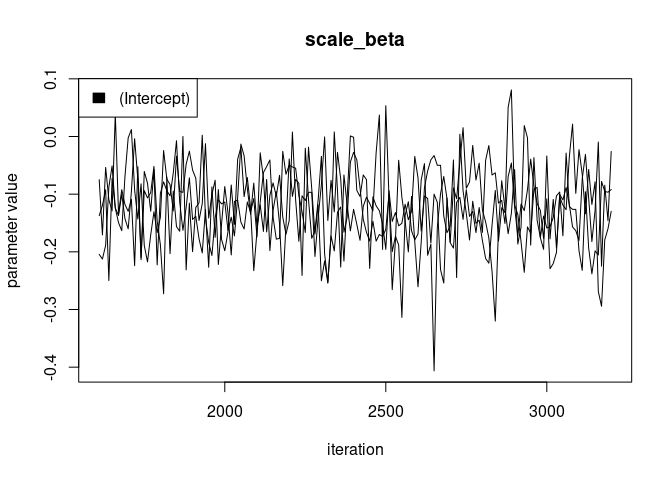 scale_beta
(Intercept)
parameter value
0.1
0.0
-0.1
-0.2
-0.3
-0.4
2000
2500
3000
iteration